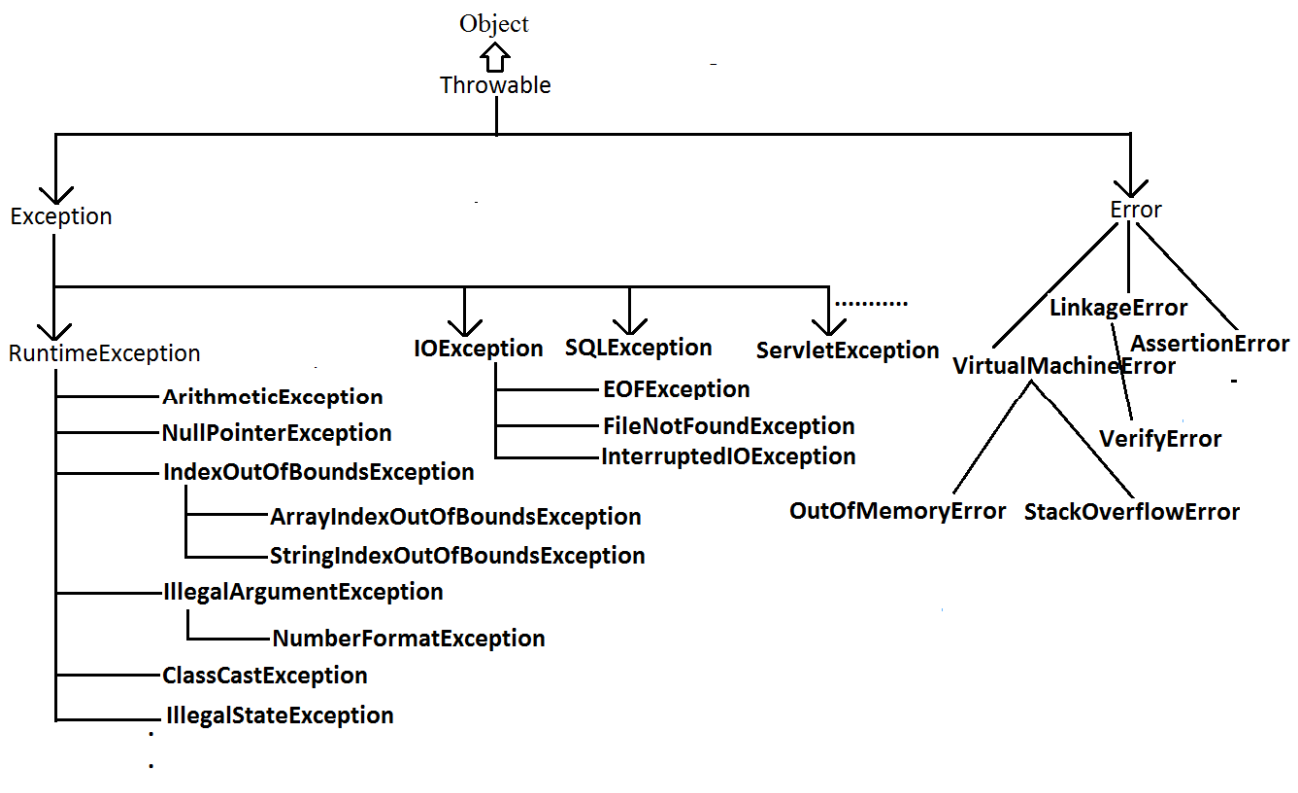 Object
Throwable
Exception
Error
RuntimeException
IOException
SQLException
ServletException
...........
LinkageError
AssertionError
VirtualMachineError
VerifyError
OutOfMemoryError
StackOverflowError
ArithmeticException
NullPointerException
IndexOutOfBoundsException
ArrayIndexOutOfBoundsException
StringIndexOutOfBoundsException
IllegalArgumentException
NumberFormatException
ClassCastException
IllegalStateException
.
.
EOFException
FileNotFoundException
InterruptedIOException